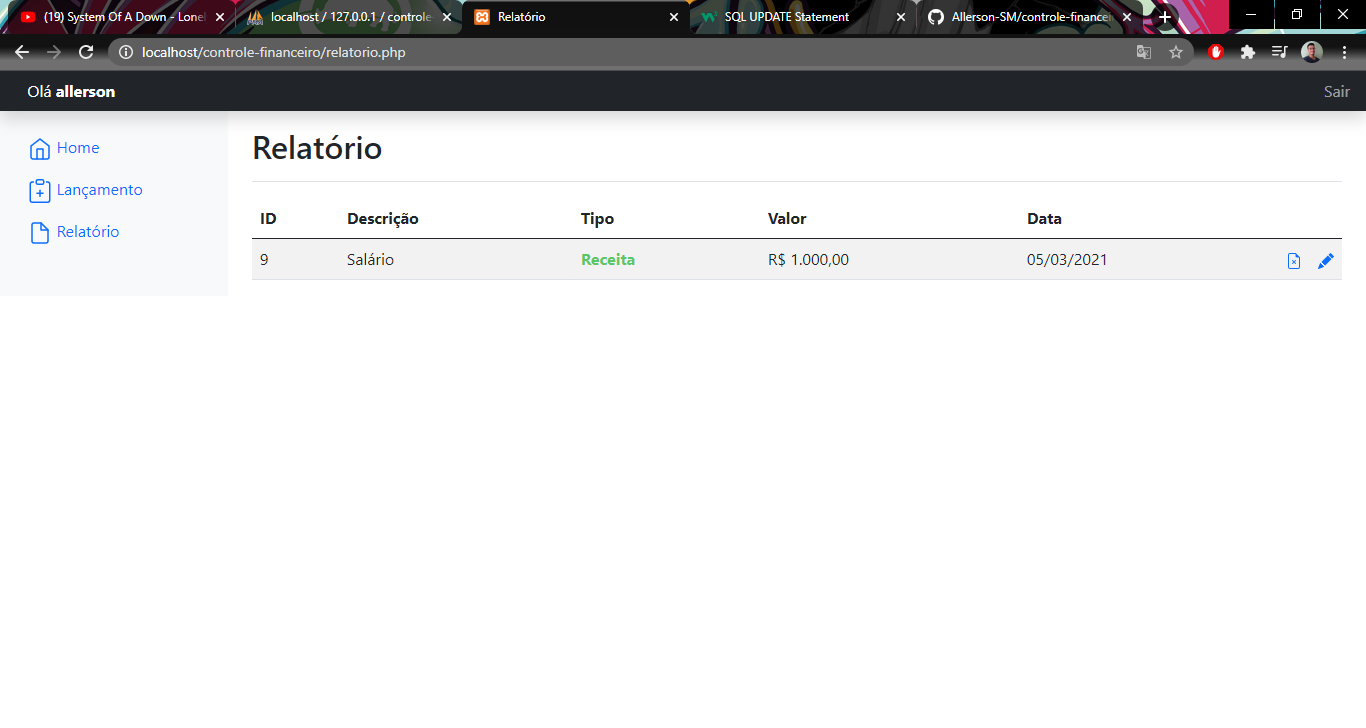 (19) System Of A Down - Lonel
localhost / 127.0.0.1 / controle
Relatório
SQL UPDATE Statement
Allerson-SM/controle-financei
localhost/controle-financeiro/relatorio.php
Olá allerson
Sair
Home
Lançamento
Relatório
Relatório
ID Descrição Tipo Valor Data
9 Salário Receita R$ 1.000,00 05/03/2021